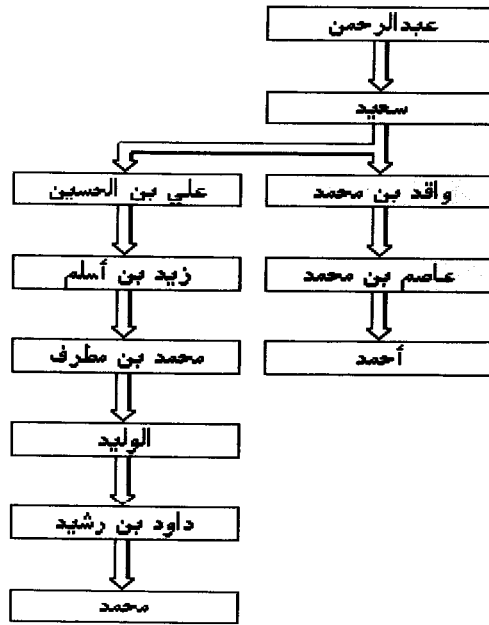 عبدالرحمن
سعيد
واقد بن محمد
علي بن الحسين
عاصم بن محمد
زيد بن أسلم
أحمد
محمد بن مطرف
الوليد
داود بن رشيد
محمد